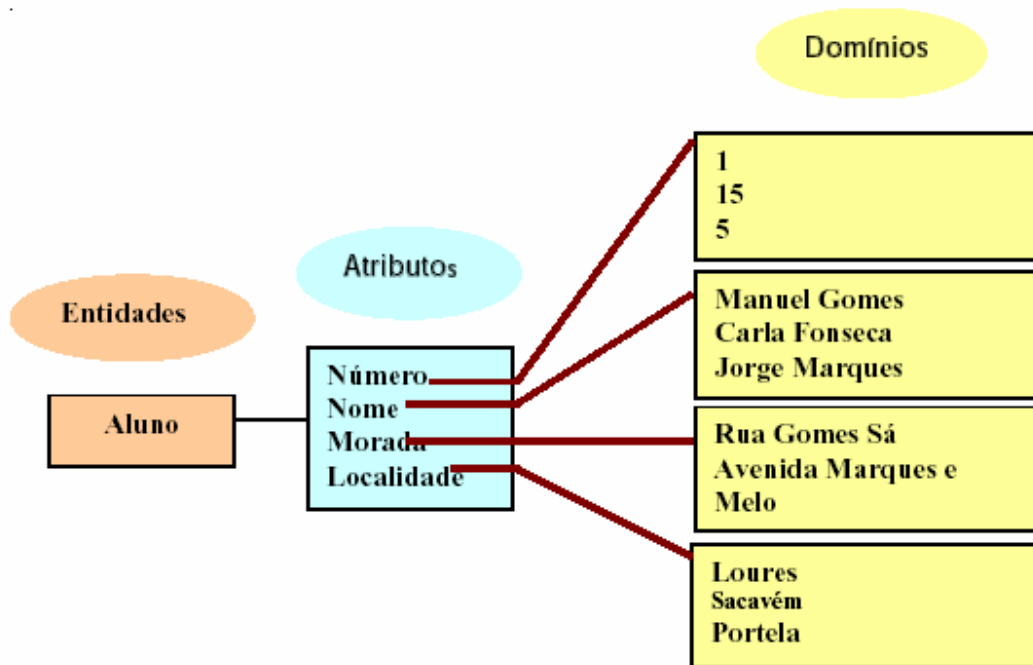 .
Domínios
1
15
5
Atributos
Entidades
Manuel Gomes
Carla Fonseca
Jorge Marques
Número
Nome
Morada
Localidade
Aluno
Rua Gomes Sá
Avenida Marques e
Melo
Loures
Sacavém
Portela